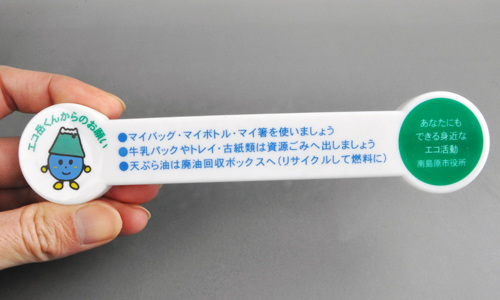 エコ岳くんからのお願い
●マイバッグ・マイボトル・マイ箸を使いましょう
●牛乳パックやトレイ・古紙類は資源ごみへ出しましょう
●天ぷら油は廃油回収ボックスへ(リサイクルして燃料に)
あなたにも
できる身近な
エコ活動
南島原市役所